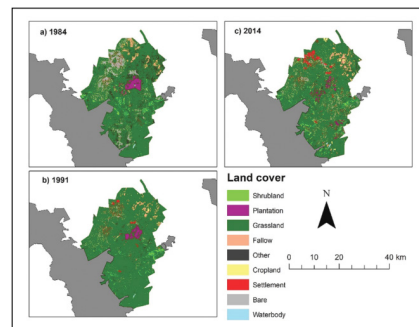 a) 1984
c) 2014
b) 1991
Land cover
Shrubland
Plantation
Grassland
Fallow
Other
Cropland
Settlement
Bare
Waterbody
N
0 10 20 40 km